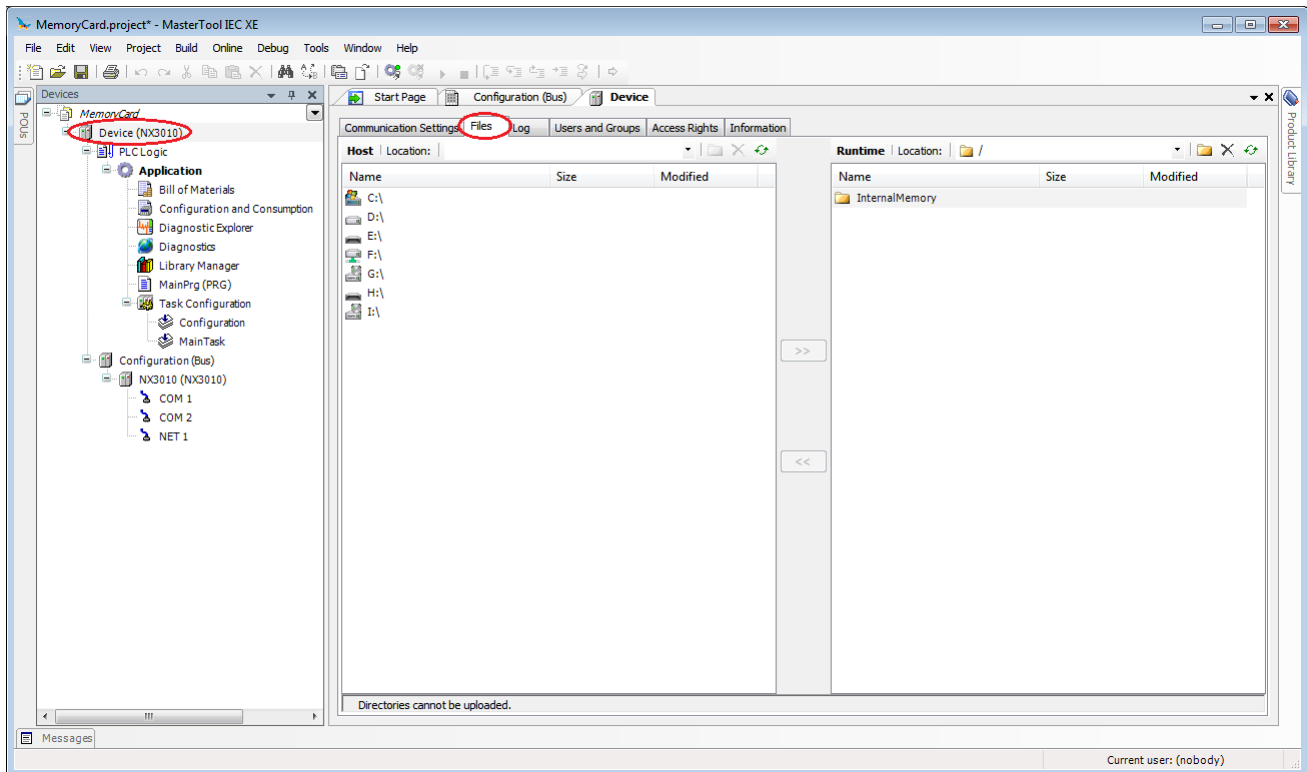 MemoryCard.project* - MasterTool IEC XE
File Edit View Project Build Online Debug Tools Window Help
Devices
POUs
MemoryCard
Device (NX3010)
PLC Logic
Application
Bill of Materials
Configuration and Consumption
Diagnostic Explorer
Diagnostics
Library Manager
MainPrg (PRG)
Task Configuration
Configuration
MainTask
Configuration (Bus)
NX3010 (NX3010)
COM 1
COM 2
NET 1
Start Page Configuration (Bus) Device
Communication Settings Files Log Users and Groups Access Rights Information
Host Location:
Name Size Modified
C:\
D:\
E:\
F:\
G:\
H:\
I:\
>>
<<
Runtime Location: /
Name Size Modified
InternalMemory
Directories cannot be uploaded.
Product Library
Messages
Current user: (nobody)